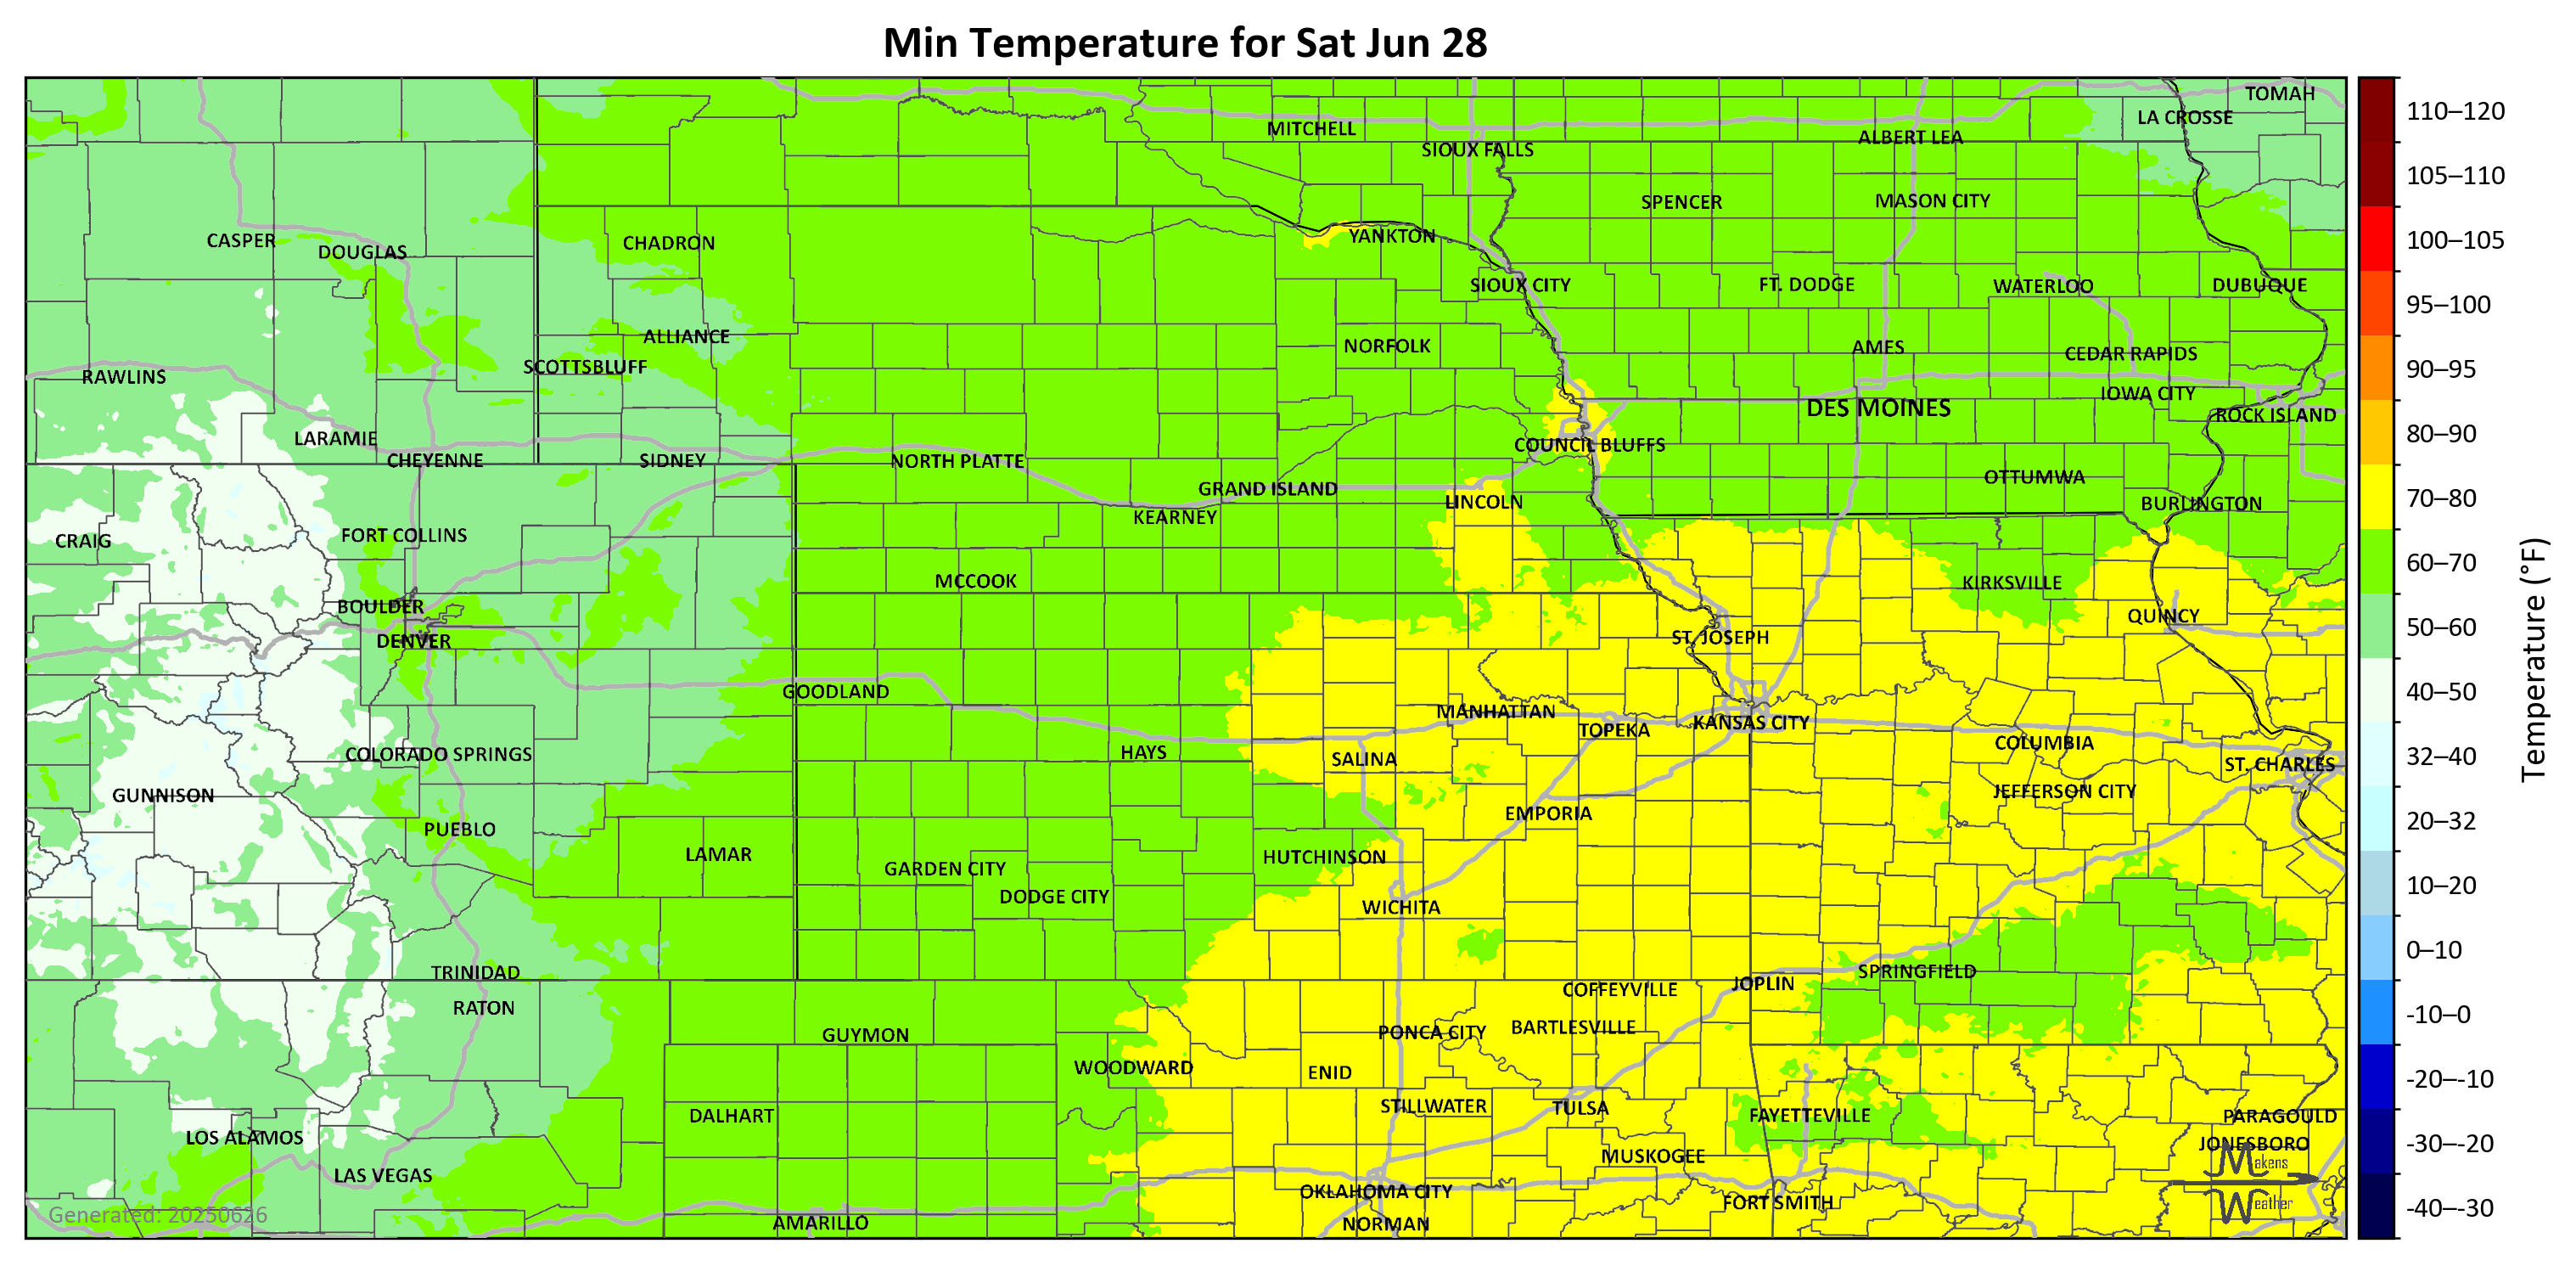 Min Temperature for Sat Jun 28
TOMAH
LA CROSSE
MITCHELL
ALBERT LEA
SIOUX FALLS
SPENCER
MASON CITY
CASPER
DOUGLAS
CHADRON
YANKTON
SIOUX CITY
FT. DODGE
WATERLOO
DUBUQUE
ALLIANCE
NORFOLK
AMES
CEDAR RAPIDS
SCOTTSBLUFF
RAWLINS
IOWA CITY
DES MOINES
ROCK ISLAND
LARAMIE
COUNCIL BLUFFS
CHEYENNE
SIDNEY
NORTH PLATTE
OTTUMWA
GRAND ISLAND
LINCOLN
BURLINGTON
KEARNEY
CRAIG
FORT COLLINS
MCCOOK
KIRKSVILLE
BOULDER
QUINCY
DENVER
ST. JOSEPH
GOODLAND
MANHATTAN
TOPEKA
KANSAS CITY
COLUMBIA
COLORADO SPRINGS
HAYS
SALINA
ST. CHARLES
GUNNISON
JEFFERSON CITY
EMPORIA
PUEBLO
LAMAR
HUTCHINSON
GARDEN CITY
DODGE CITY
WICHITA
TRINIDAD
SPRINGFIELD
JOPLIN
COFFEYVILLE
RATON
GUYMON
PONCA CITY
BARTLESVILLE
WOODWARD
ENID
STILLWATER
TULSA
DALHART
FAYETTEVILLE
PARAGOULD
LOS ALAMOS
JONESBORO
MUSKOGEE
LAS VEGAS
OKLAHOMA CITY
FORT SMITH
AMARILLO
NORMAN
Generated: 20250626
Makens
Weather
110–120
105–110
100–105
95–100
90–95
80–90
70–80
60–70
50–60
40–50
32–40
20–32
10–20
0–10
-10–0
-20–-10
-30–-20
-40–-30
Temperature (°F)